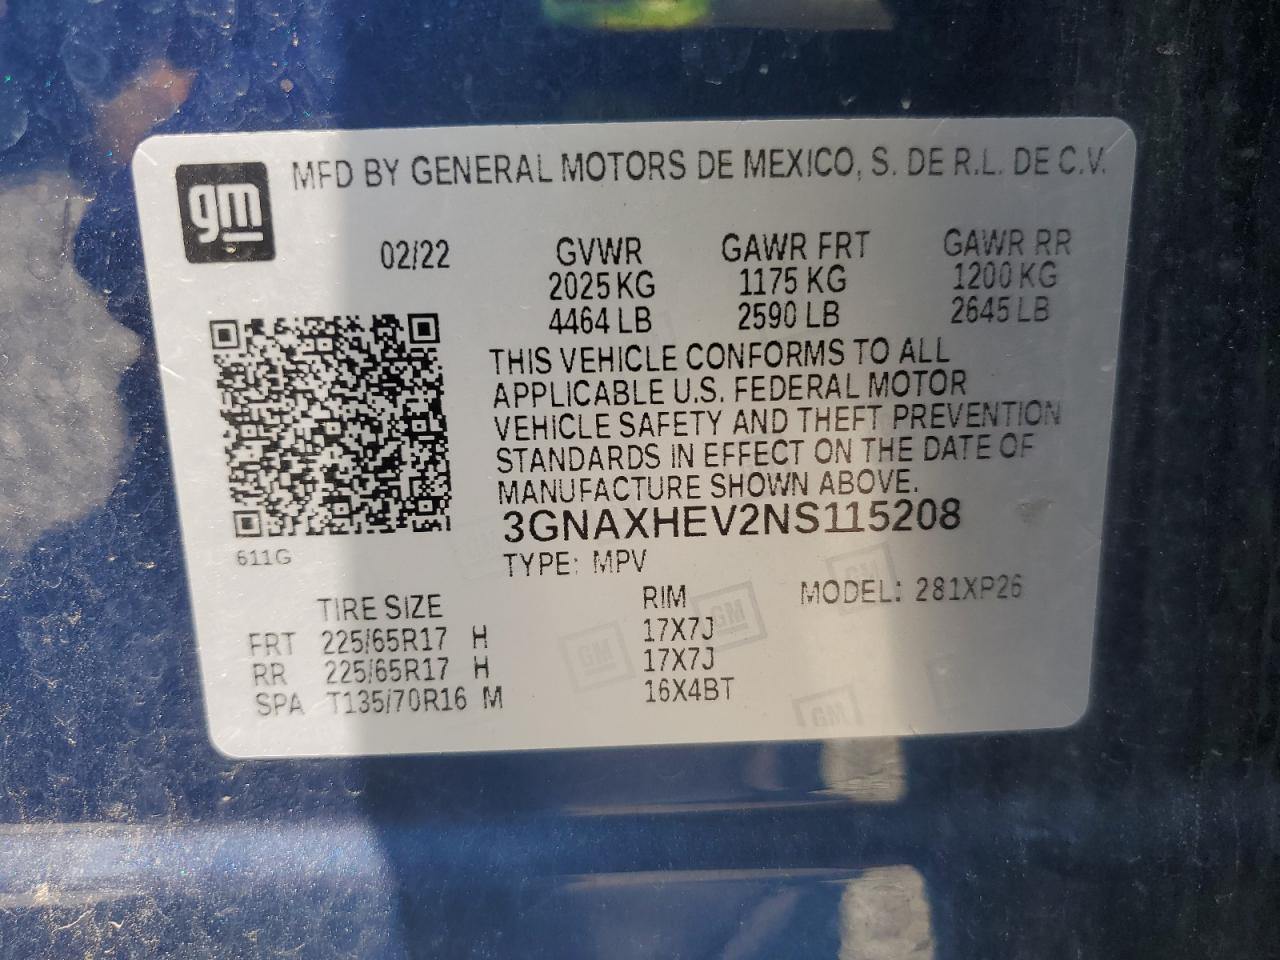 gm
MFD BY GENERAL MOTORS DE MEXICO, S. DE R.L. DE C.V.
02/22 GVWR GAWR FRT GAWR RR
2025 KG 1175 KG 1200 KG
4464 LB 2590 LB 2645 LB
THIS VEHICLE CONFORMS TO ALL
APPLICABLE U.S. FEDERAL MOTOR
VEHICLE SAFETY AND THEFT PREVENTION
STANDARDS IN EFFECT ON THE DATE OF
MANUFACTURE SHOWN ABOVE.
3GNAXHEV2NS115208
611G
TYPE: MPV
TIRE SIZE RIM MODEL: 281XP26
FRT 225/65R17 H 17X7J
RR 225/65R17 H 17X7J
SPA T135/70R16 M 16X4BT
GM
GM
GM